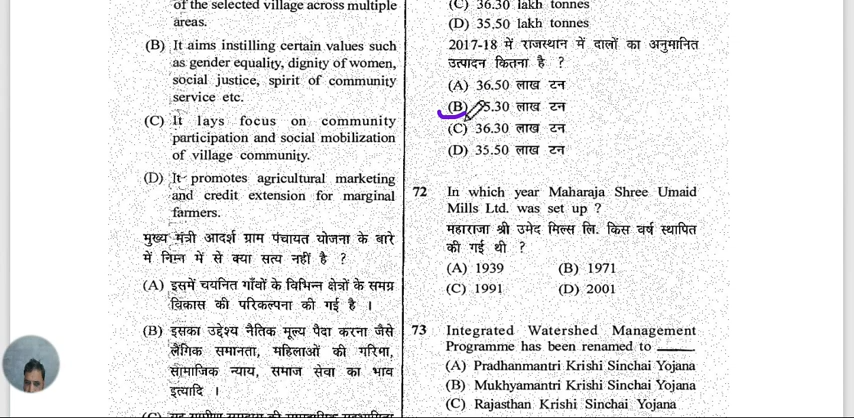 of the selected village across multiple
areas.
(B) It aims instilling certain values such
as gender equality, dignity of women,
social justice, spirit of community
service etc.
(C) It lays focus on community
participation and social mobilization
of village community.
(D) It promotes agricultural marketing
and credit extension for marginal
farmers.
मुख्य मंत्री आदर्श ग्राम पंचायत योजना के बारे
में निम्न में से क्या सत्य नहीं है ?
(A) इसमें चयनित गाँवों के विभिन्न क्षेत्रों के समग्र
विकास की परिकल्पना की गई है ।
(B) इसका उद्देश्य नैतिक मूल्य पैदा करना जैसे
लैंगिक समानता, महिलाओं की गरिमा,
सामाजिक न्याय, समाज सेवा का भाव
इत्यादि ।
(C) 36.30 lakh tonnes
(D) 35.50 lakh tonnes
2017-18 में राजस्थान में दालों का अनुमानित
उत्पादन कितना है ?
(A) 36.50 लाख टन
(B) 5.30 लाख टन
(C) 36.30 लाख टन
(D) 35.50 लाख टन
72 In which year Maharaja Shree Umaid
Mills Ltd. was set up ?
महाराजा श्री उमेद मिल्स लि. किस वर्ष स्थापित
की गई थी ?
(A) 1939 (B) 1971
(C) 1991 (D) 2001
73 Integrated Watershed Management
Programme has been renamed to ______
(A) Pradhanmantri Krishi Sinchai Yojana
(B) Mukhyamantri Krishi Sinchai Yojana
(C) Rajasthan Krishi Sinchai Yojana